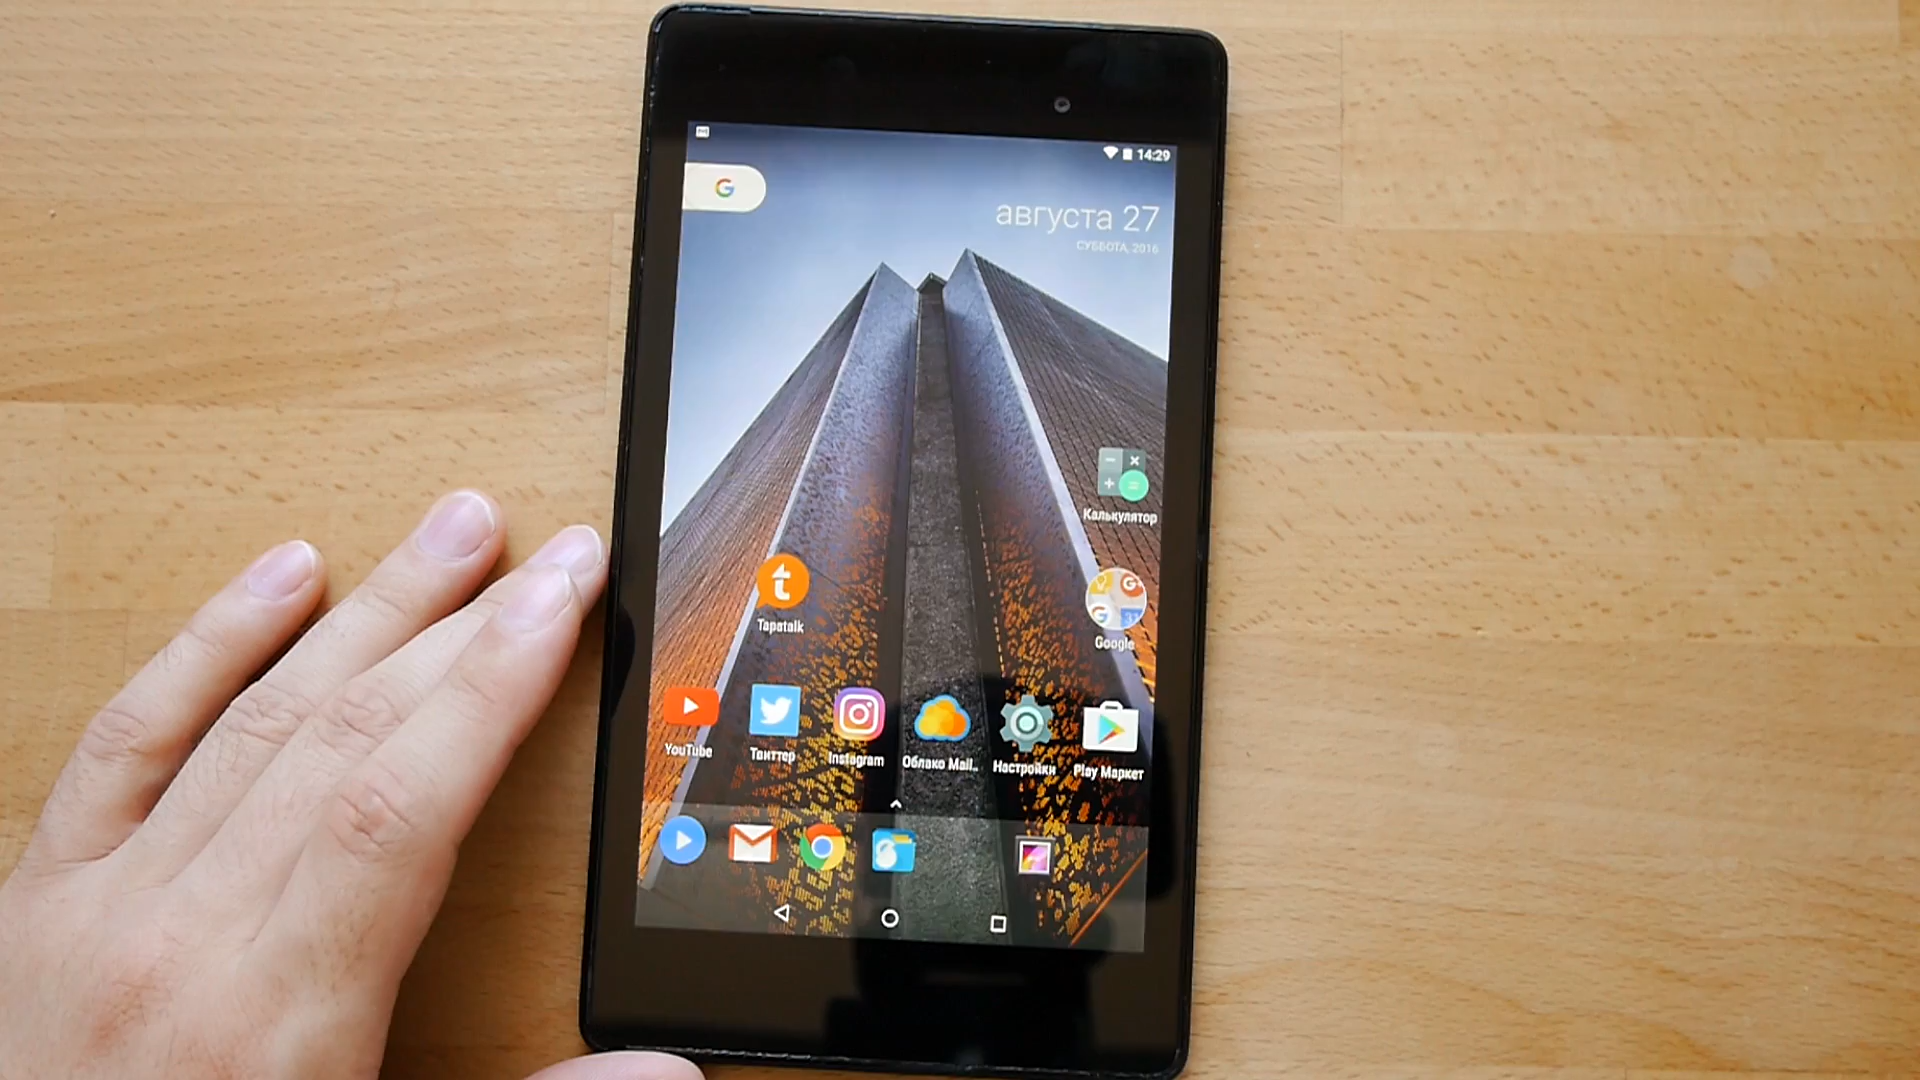 14:29
августа 27
СУББОТА, 2016
Калькулятор
Tapatalk
Google
YouTube
Твиттер
Instagram
Облако Mail..
Настройки
Play Маркет